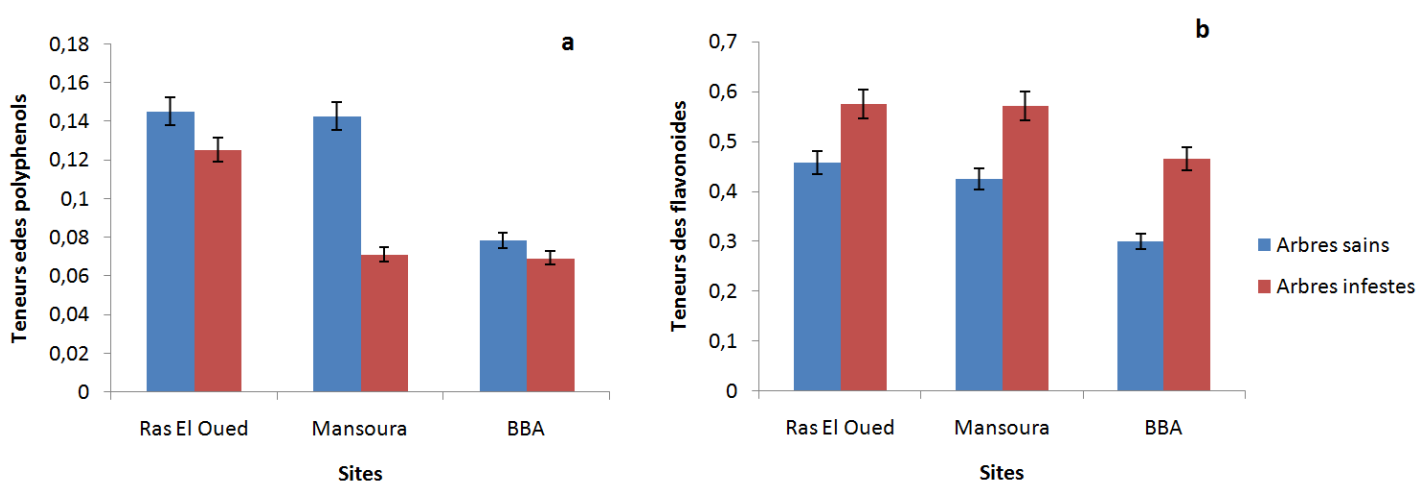 a
Teneurs des polyphenols
0,18
0,16
0,14
0,12
0,1
0,08
0,06
0,04
0,02
0
Ras El Oued
Mansoura
BBA
Sites
b
Teneurs des flavonoides
0,7
0,6
0,5
0,4
0,3
0,2
0,1
0
Ras El Oued
Mansoura
BBA
Sites
Arbres sains
Arbres infestes